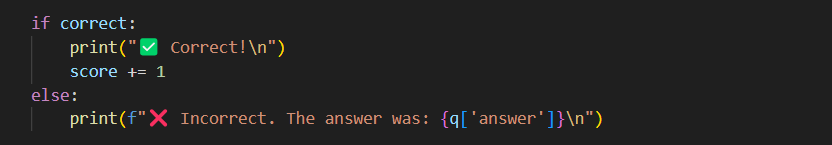 if correct:
    print("✅ Correct!\n")
    score += 1
else:
    print(f"❌ Incorrect. The answer was: {q['answer']}\n")